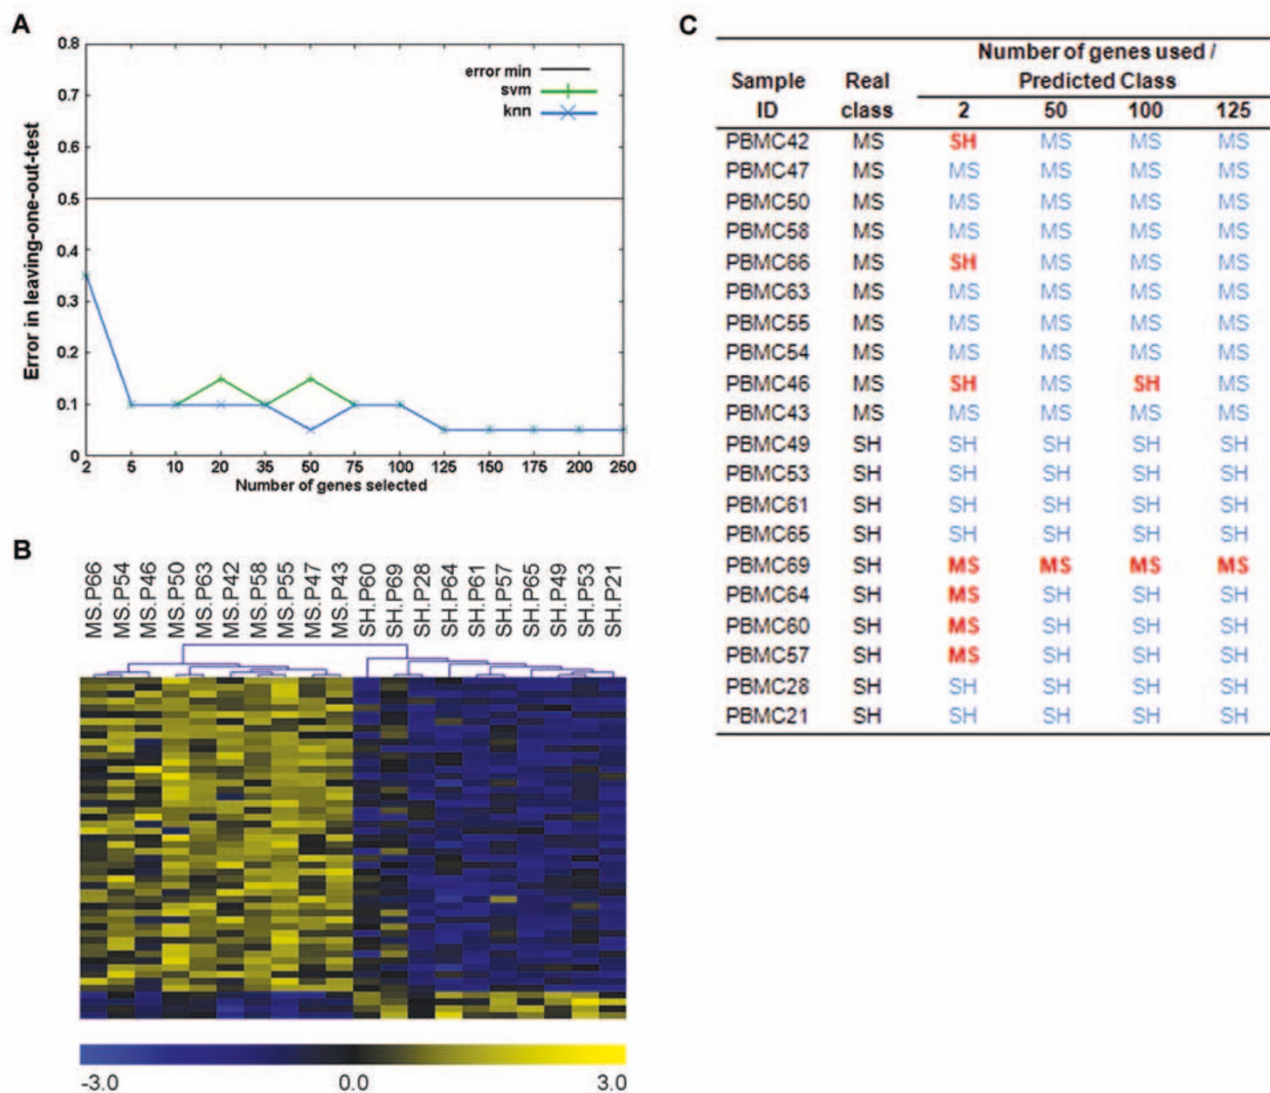 A
0.8
0.7
0.6
0.5
0.4
0.3
0.2
0.1
0
Error in leaving-one-out-test
error min
svm
knn
2 5 10 20 35 50 75 100 125 150 175 200 250
Number of genes selected
B
MS.P66 MS.P54 MS.P46 MS.P50 MS.P63 MS.P42 MS.P58 MS.P55 MS.P47 MS.P43 SH.P60 SH.P69 SH.P28 SH.P64 SH.P61 SH.P57 SH.P65 SH.P49 SH.P53 SH.P21
-3.0 0.0 3.0
C
Number of genes used /
Sample Real Predicted Class
ID class 2 50 100 125
PBMC42 MS SH MS MS MS
PBMC47 MS MS MS MS MS
PBMC50 MS MS MS MS MS
PBMC58 MS MS MS MS MS
PBMC66 MS SH MS MS MS
PBMC63 MS MS MS MS MS
PBMC55 MS MS MS MS MS
PBMC54 MS MS MS MS MS
PBMC46 MS SH MS SH MS
PBMC43 MS MS MS MS MS
PBMC49 SH SH SH SH SH
PBMC53 SH SH SH SH SH
PBMC61 SH SH SH SH SH
PBMC65 SH SH SH SH SH
PBMC69 SH MS MS MS MS
PBMC64 SH MS SH SH SH
PBMC60 SH MS SH SH SH
PBMC57 SH MS SH SH SH
PBMC28 SH SH SH SH SH
PBMC21 SH SH SH SH SH